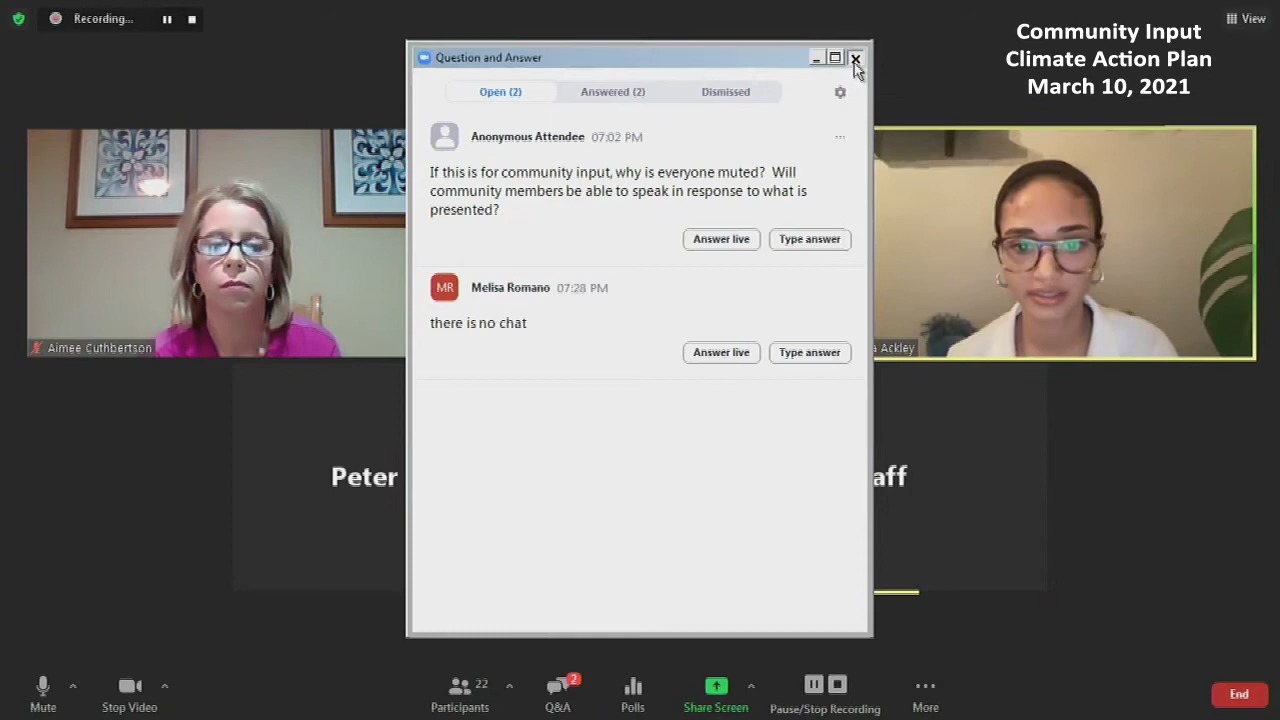 Recording...
View
Community Input
Climate Action Plan
March 10, 2021
Question and Answer
Open (2)
Answered (2)
Dismissed
Anonymous Attendee 07:02 PM
If this is for community input, why is everyone muted?  Will
community members be able to speak in response to what is
presented?
Answer live
Type answer
MR
Melisa Romano 07:28 PM
there is no chat
Answer live
Type answer
Aimee Cuthbertson
a Ackley
Peter
aff
Mute
Stop Video
22
Participants
2
Q&A
Polls
Share Screen
Pause/Stop Recording
More
End